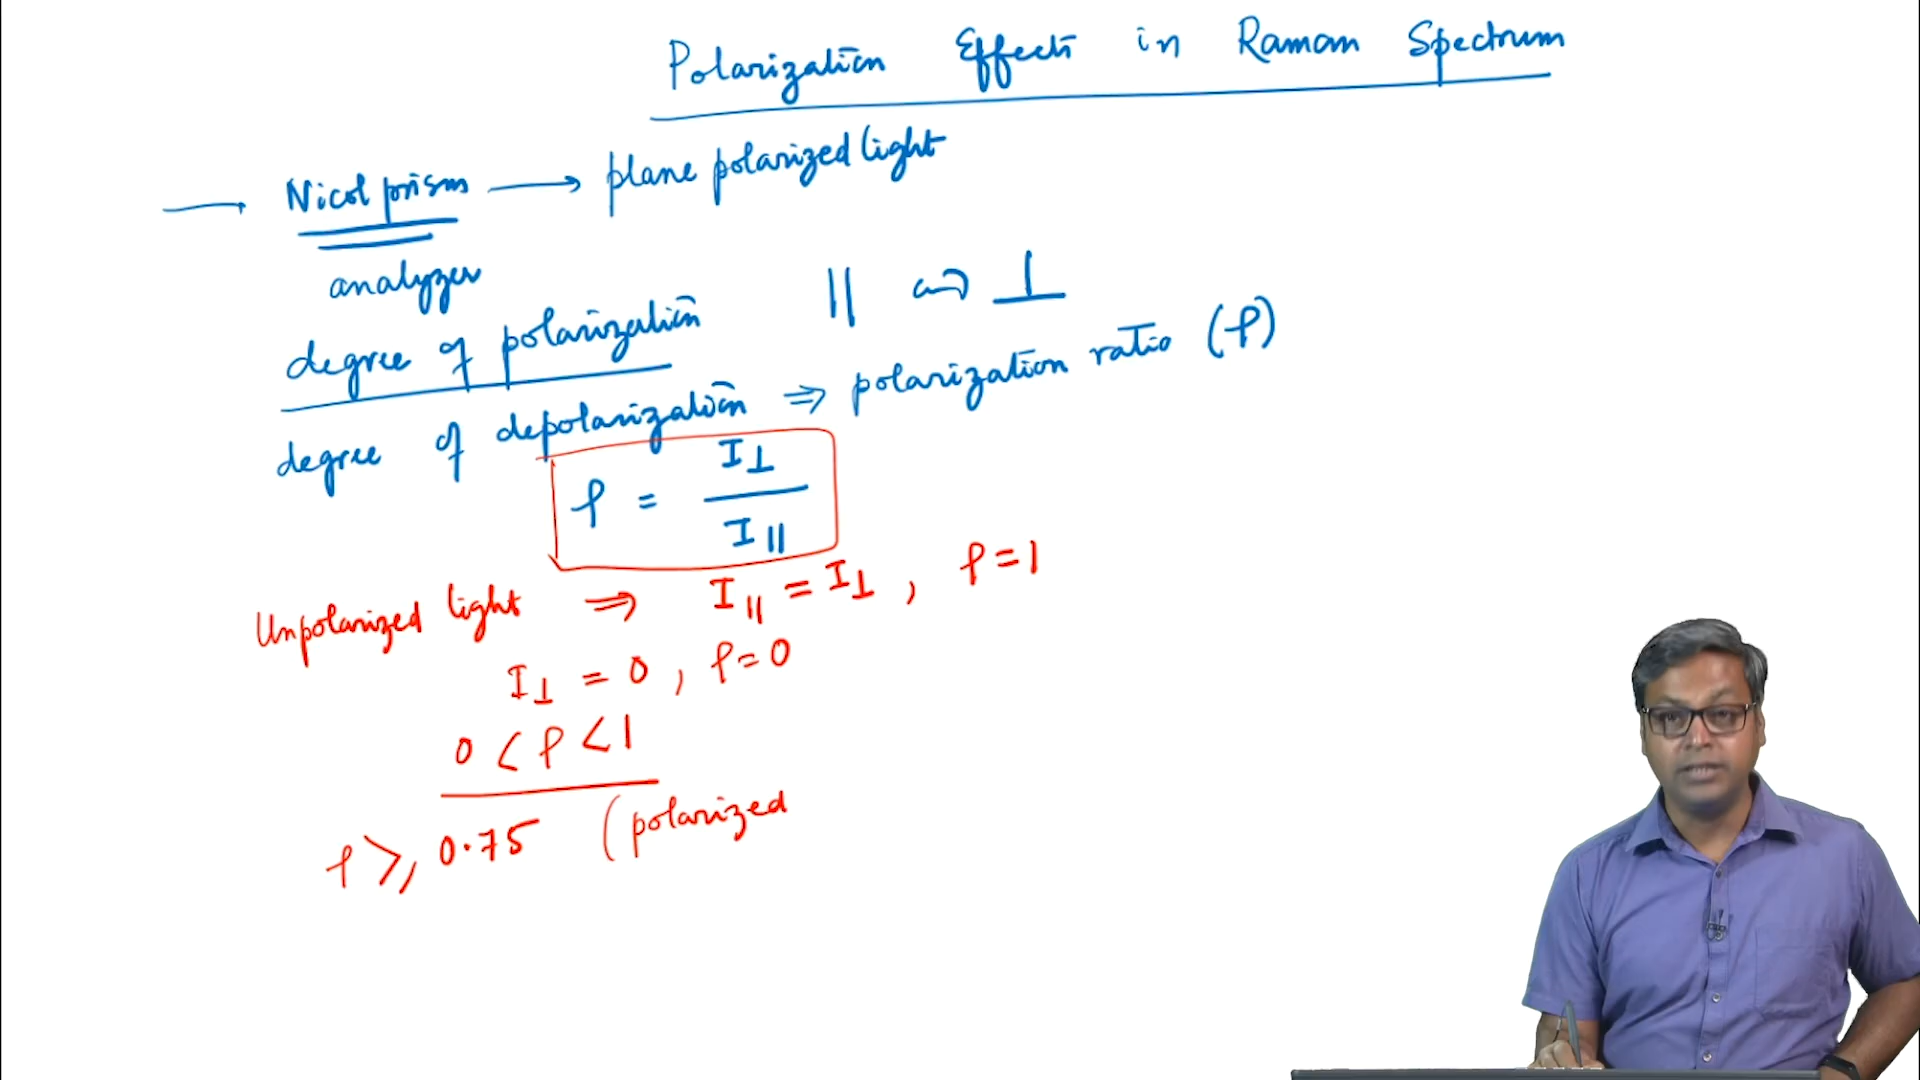 Polarization Effects in Raman Spectrum
→ Nicol prism → plane polarized light
analyzer
degree of polarization || and ⊥
degree of depolarization ⇒ polarization ratio (ρ)
ρ = I⊥ / I||
Unpolarized light ⇒ I|| = I⊥ , ρ = 1
I⊥ = 0 , ρ = 0
0 < ρ < 1
ρ ≥ 0.75 (polarized